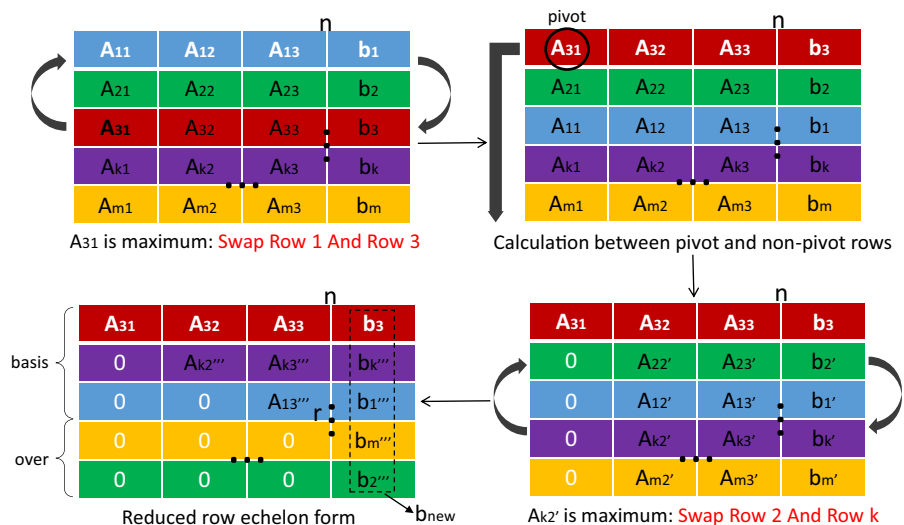 n
A11 A12 A13 b1
A21 A22 A23 b2
A31 A32 A33 b3
Ak1 Ak2 Ak3 bk
Am1 Am2 Am3 bm
A31 is maximum: Swap Row 1 And Row 3
pivot
n
A31 A32 A33 b3
A21 A22 A23 b2
A11 A12 A13 b1
Ak1 Ak2 Ak3 bk
Am1 Am2 Am3 bm
Calculation between pivot and non-pivot rows
n
A31 A32 A33 b3
0 A22' A23' b2'
0 A12' A13' b1'
0 Ak2' Ak3' bk'
0 Am2' Am3' bm'
Ak2' is maximum: Swap Row 2 And Row k
n
basis
over
A31 A32 A33 b3
0 Ak2''' Ak3''' bk'''
0 0 A13''' b1'''
r
0 0 0 bm'''
0 0 0 b2'''
bnew
Reduced row echelon form